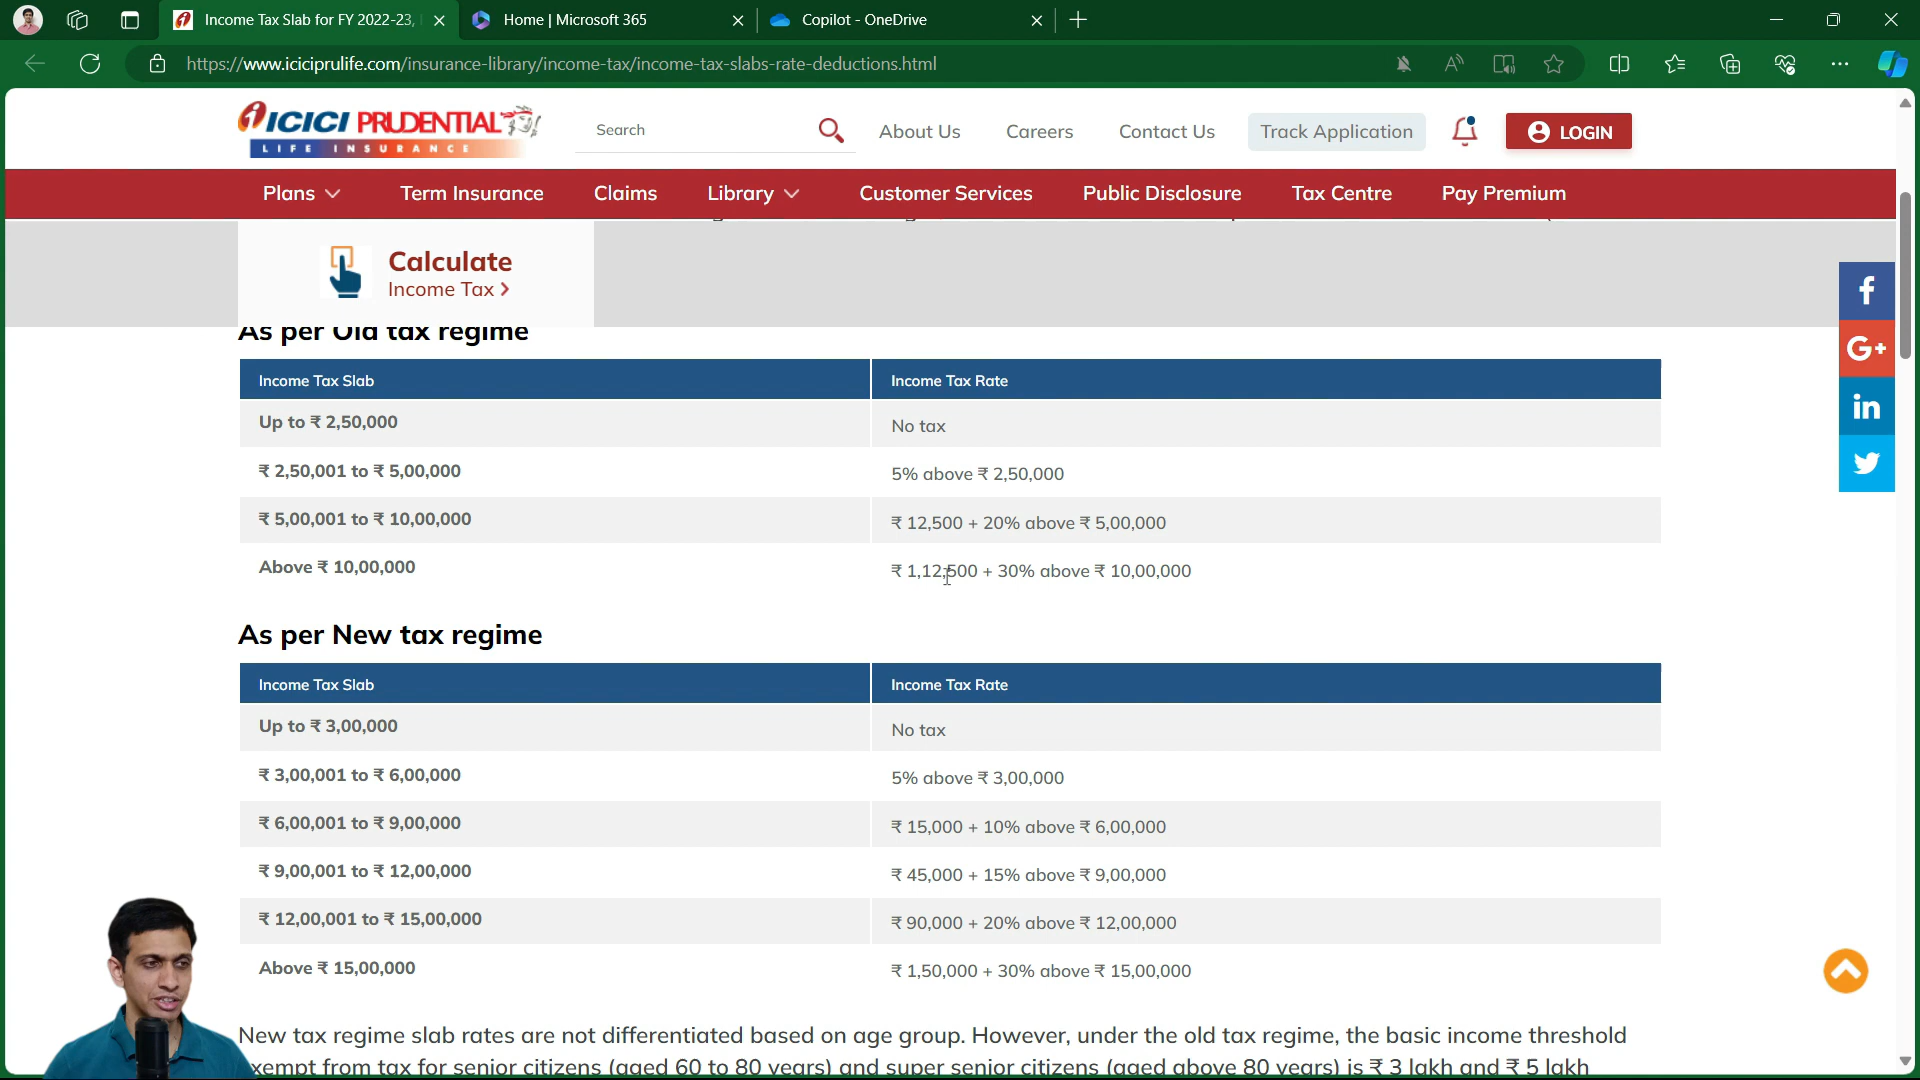 Income Tax Slab for FY 2022-23,
Home | Microsoft 365
Copilot - OneDrive
https://www.iciciprulife.com/insurance-library/income-tax/income-tax-slabs-rate-deductions.html
ICICI PRUDENTIAL
LIFE INSURANCE
Search
About Us
Careers
Contact Us
Track Application
LOGIN
Plans
Term Insurance
Claims
Library
Customer Services
Public Disclosure
Tax Centre
Pay Premium
Calculate
Income Tax >
As per Old tax regime
Income Tax Slab
Income Tax Rate
Up to ₹ 2,50,000
No tax
₹ 2,50,001 to ₹ 5,00,000
5% above ₹ 2,50,000
₹ 5,00,001 to ₹ 10,00,000
₹ 12,500 + 20% above ₹ 5,00,000
Above ₹ 10,00,000
₹ 1,12,500 + 30% above ₹ 10,00,000
As per New tax regime
Income Tax Slab
Income Tax Rate
Up to ₹ 3,00,000
No tax
₹ 3,00,001 to ₹ 6,00,000
5% above ₹ 3,00,000
₹ 6,00,001 to ₹ 9,00,000
₹ 15,000 + 10% above ₹ 6,00,000
₹ 9,00,001 to ₹ 12,00,000
₹ 45,000 + 15% above ₹ 9,00,000
₹ 12,00,001 to ₹ 15,00,000
₹ 90,000 + 20% above ₹ 12,00,000
Above ₹ 15,00,000
₹ 1,50,000 + 30% above ₹ 15,00,000
New tax regime slab rates are not differentiated based on age group. However, under the old tax regime, the basic income threshold
exempt from tax for senior citizens (aged 60 to 80 years) and super senior citizens (aged above 80 years) is ₹ 3 lakh and ₹ 5 lakh
f
G+
in